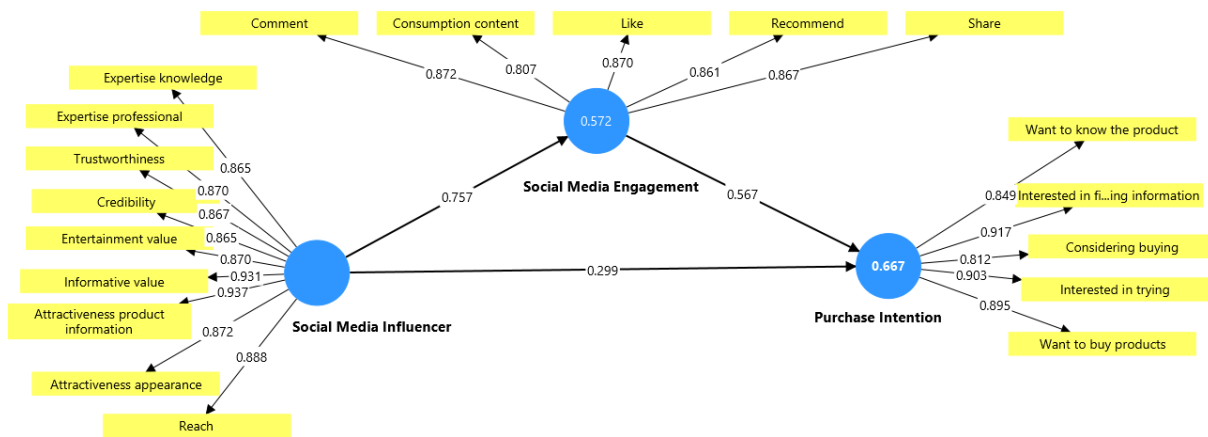 Comment
Consumption content
Like
Recommend
Share
0.872
0.807
0.870
0.861
0.867
0.572
Social Media Engagement
Expertise knowledge
Expertise professional
Trustworthiness
Credibility
Entertainment value
Informative value
Attractiveness product
information
Attractiveness appearance
Reach
0.865
0.870
0.867
0.865
0.870
0.931
0.937
0.872
0.888
Social Media Influencer
0.757
0.567
0.299
0.667
Purchase Intention
0.849
0.917
0.812
0.903
0.895
Want to know the product
Interested in fi...ing information
Considering buying
Interested in trying
Want to buy products